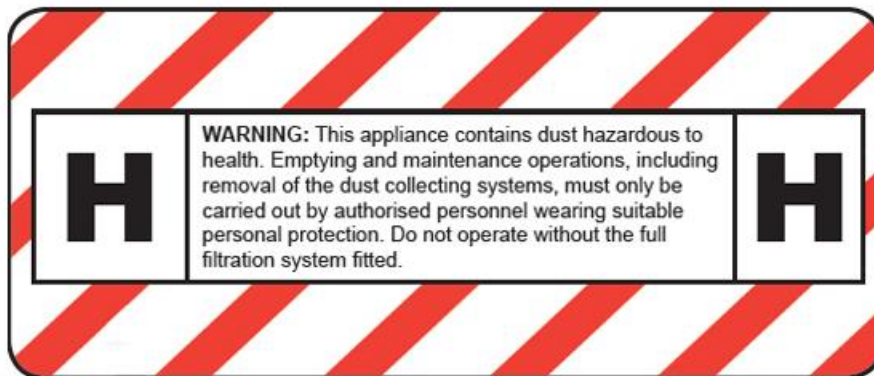 H
WARNING: This appliance contains dust hazardous to
health. Emptying and maintenance operations, including
removal of the dust collecting systems, must only be
carried out by authorised personnel wearing suitable
personal protection. Do not operate without the full
filtration system fitted.
H